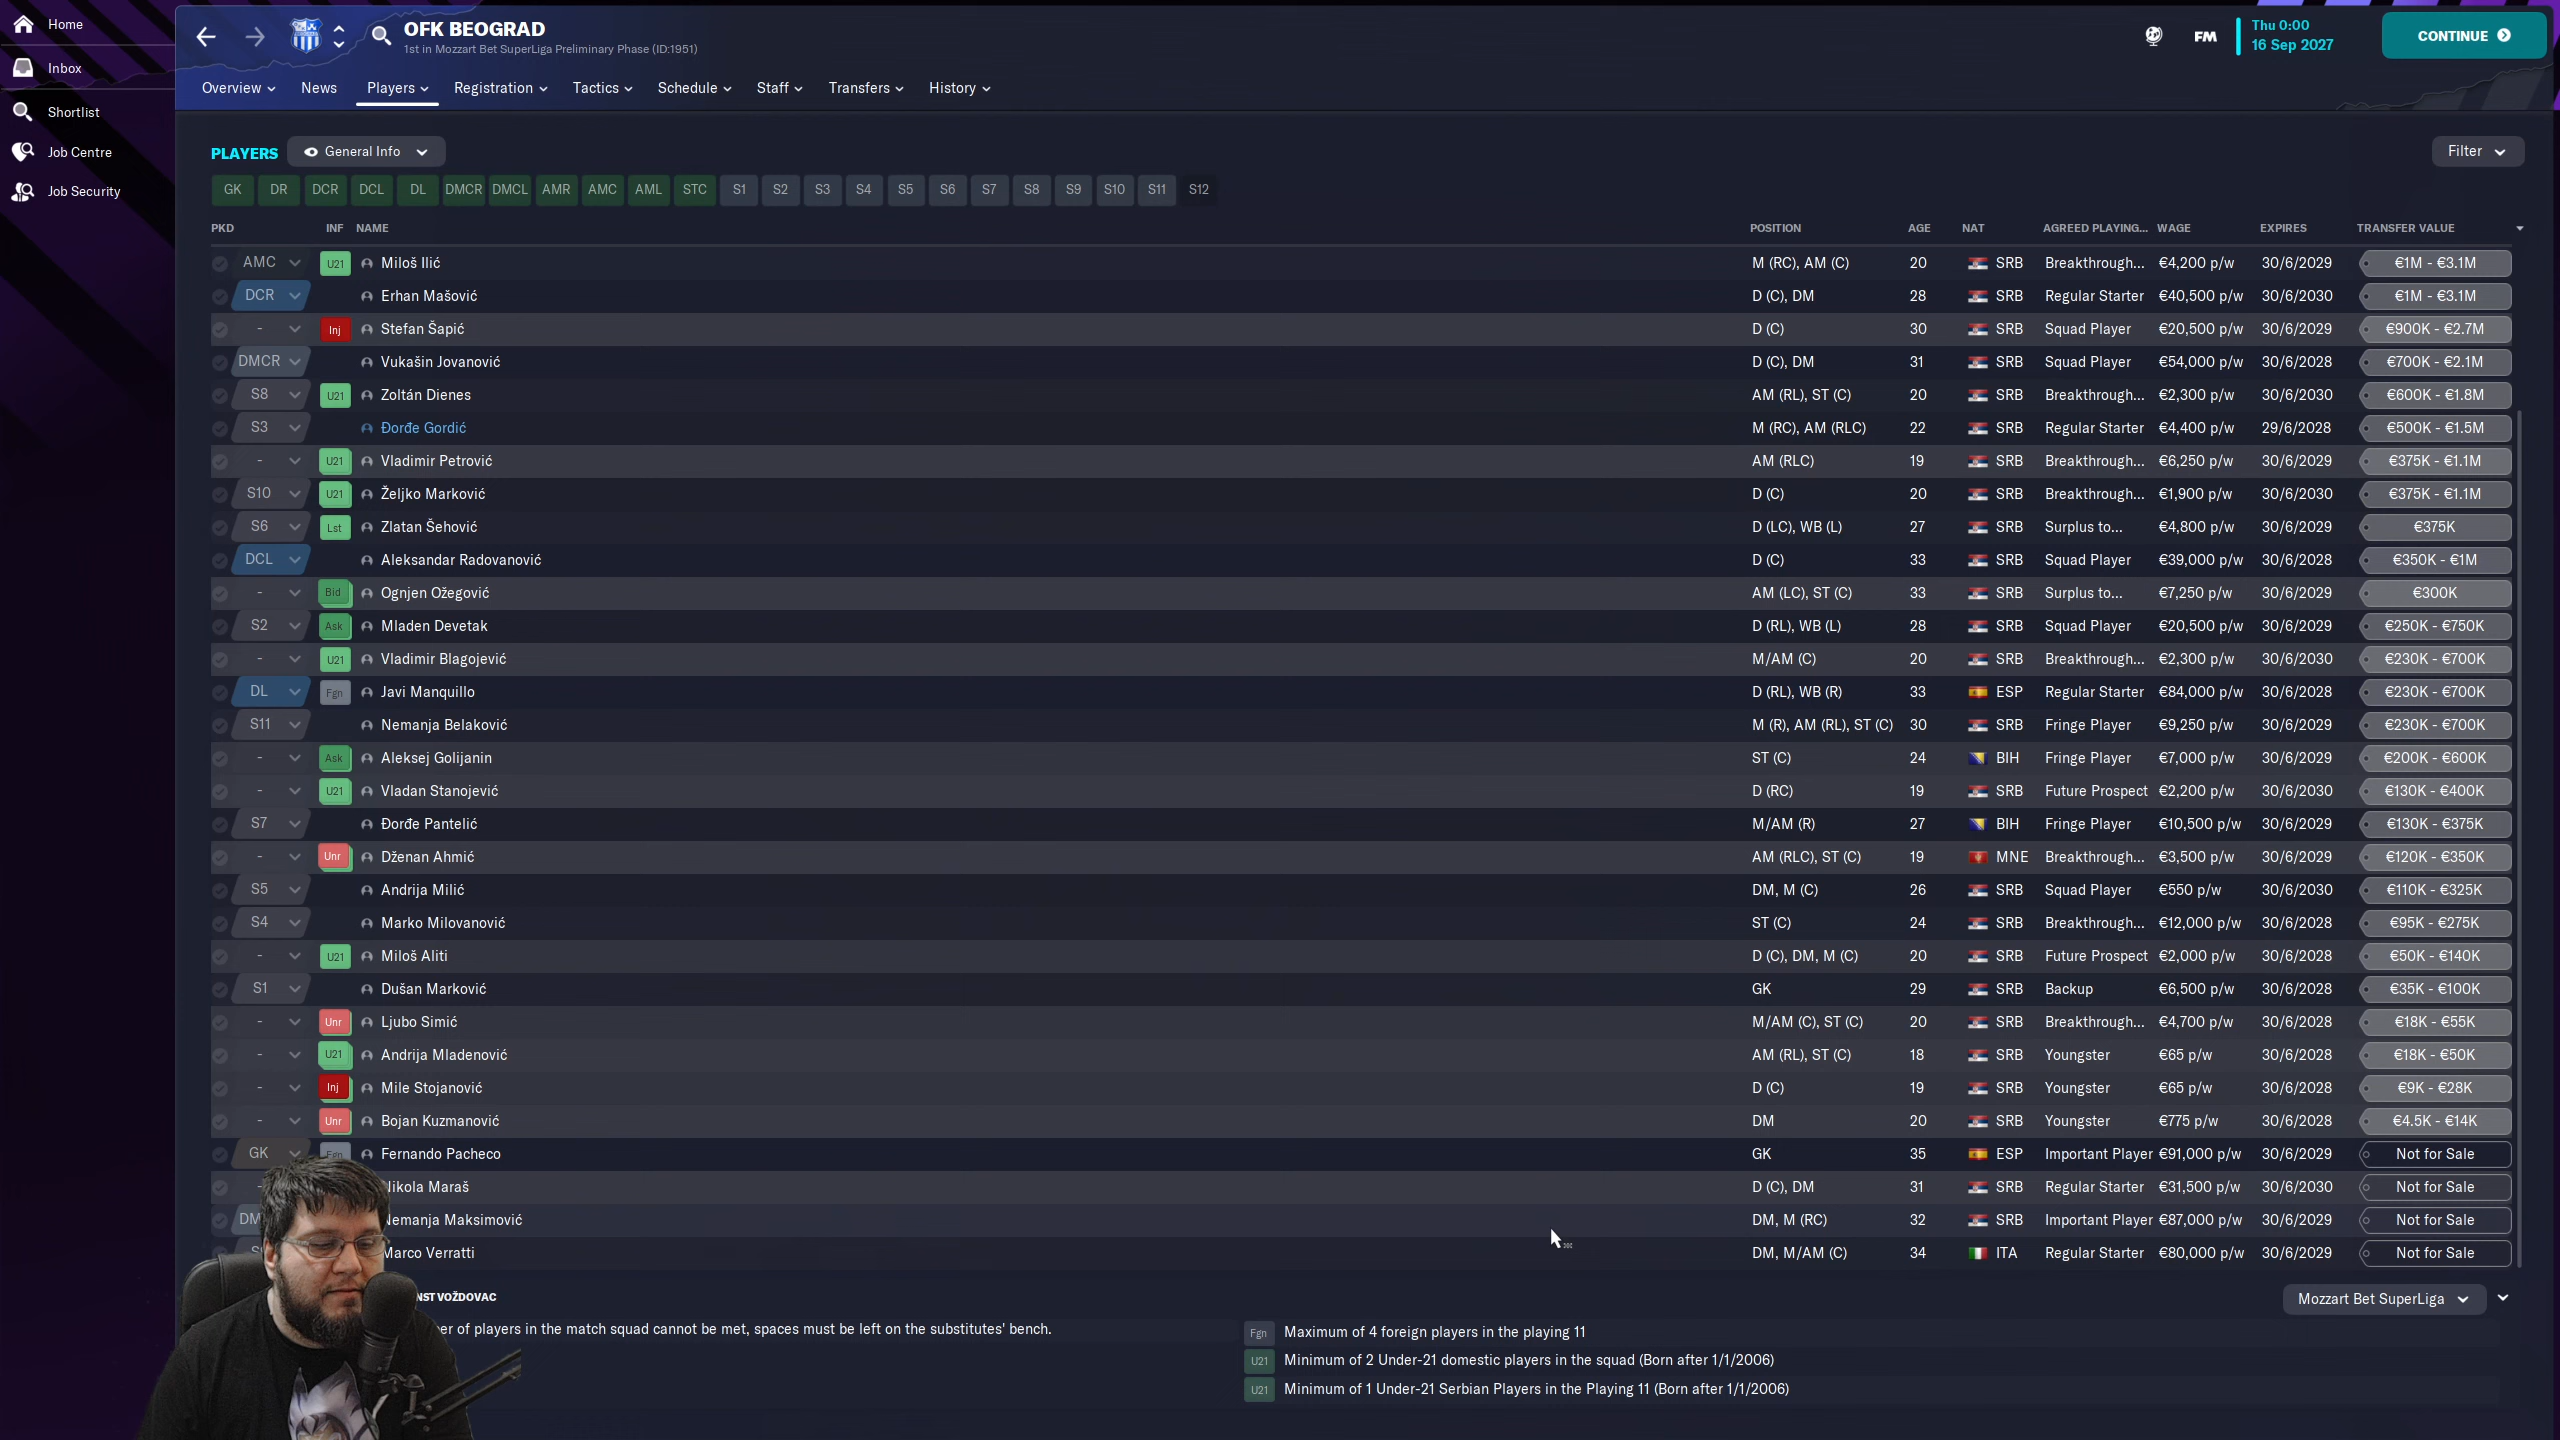 Home
Inbox
Shortlist
Job Centre
Job Security
OFK BEOGRAD
1st in Mozzart Bet SuperLiga Preliminary Phase (ID:1951)
FM
Thu 0:00
16 Sep 2027
CONTINUE
Overview News Players Registration Tactics Schedule Staff Transfers History
PLAYERS General Info Filter
GK DR DCR DCL DL DMCR DMCL AMR AMC AML STC S1 S2 S3 S4 S5 S6 S7 S8 S9 S10 S11 S12
PKD INF NAME POSITION AGE NAT AGREED PLAYING... WAGE EXPIRES TRANSFER VALUE
AMC U21 Miloš Ilić M (RC), AM (C) 20 SRB Breakthrough... €4,200 p/w 30/6/2029 €1M - €3.1M
DCR Erhan Mašović D (C), DM 28 SRB Regular Starter €40,500 p/w 30/6/2030 €1M - €3.1M
- Inj Stefan Šapić D (C) 30 SRB Squad Player €20,500 p/w 30/6/2029 €900K - €2.7M
DMCR Vukašin Jovanović D (C), DM 31 SRB Squad Player €54,000 p/w 30/6/2028 €700K - €2.1M
S8 U21 Zoltán Dienes AM (RL), ST (C) 20 SRB Breakthrough... €2,300 p/w 30/6/2030 €600K - €1.8M
S3 Đorđe Gordić M (RC), AM (RLC) 22 SRB Regular Starter €4,400 p/w 29/6/2028 €500K - €1.5M
- U21 Vladimir Petrović AM (RLC) 19 SRB Breakthrough... €6,250 p/w 30/6/2029 €375K - €1.1M
S10 U21 Željko Marković D (C) 20 SRB Breakthrough... €1,900 p/w 30/6/2030 €375K - €1.1M
S6 Lst Zlatan Šehović D (LC), WB (L) 27 SRB Surplus to... €4,800 p/w 30/6/2029 €375K
DCL Aleksandar Radovanović D (C) 33 SRB Squad Player €39,000 p/w 30/6/2028 €350K - €1M
- Bid Ognjen Ožegović AM (LC), ST (C) 33 SRB Surplus to... €7,250 p/w 30/6/2029 €300K
S2 Ask Mladen Devetak D (RL), WB (L) 28 SRB Squad Player €20,500 p/w 30/6/2029 €250K - €750K
- U21 Vladimir Blagojević M/AM (C) 20 SRB Breakthrough... €2,300 p/w 30/6/2030 €230K - €700K
DL Fgn Javi Manquillo D (RL), WB (R) 33 ESP Regular Starter €84,000 p/w 30/6/2028 €230K - €700K
S11 Nemanja Belaković M (R), AM (RL), ST (C) 30 SRB Fringe Player €9,250 p/w 30/6/2029 €230K - €700K
- Ask Aleksej Golijanin ST (C) 24 BIH Fringe Player €7,000 p/w 30/6/2029 €200K - €600K
- U21 Vladan Stanojević D (RC) 19 SRB Future Prospect €2,200 p/w 30/6/2030 €130K - €400K
S7 Đorđe Pantelić M/AM (R) 27 BIH Fringe Player €10,500 p/w 30/6/2029 €130K - €375K
- Unr Dženan Ahmić AM (RLC), ST (C) 19 MNE Breakthrough... €3,500 p/w 30/6/2029 €120K - €350K
S5 Andrija Milić DM, M (C) 26 SRB Squad Player €550 p/w 30/6/2030 €110K - €325K
S4 Marko Milovanović ST (C) 24 SRB Breakthrough... €12,000 p/w 30/6/2028 €95K - €275K
- U21 Miloš Aliti D (C), DM, M (C) 20 SRB Future Prospect €2,000 p/w 30/6/2028 €50K - €140K
S1 Dušan Marković GK 29 SRB Backup €6,500 p/w 30/6/2028 €35K - €100K
- Unr Ljubo Simić M/AM (C), ST (C) 20 SRB Breakthrough... €4,700 p/w 30/6/2028 €18K - €55K
- U21 Andrija Mladenović AM (RL), ST (C) 18 SRB Youngster €65 p/w 30/6/2028 €18K - €50K
- Inj Mile Stojanović D (C) 19 SRB Youngster €65 p/w 30/6/2028 €9K - €28K
- Unr Bojan Kuzmanović DM 20 SRB Youngster €775 p/w 30/6/2028 €4.5K - €14K
GK Fernando Pacheco GK 35 ESP Important Player €91,000 p/w 30/6/2029 Not for Sale
- Nikola Maraš D (C), DM 31 SRB Regular Starter €31,500 p/w 30/6/2030 Not for Sale
DM Nemanja Maksimović DM, M (RC) 32 SRB Important Player €87,000 p/w 30/6/2029 Not for Sale
Marco Verratti DM, M/AM (C) 34 ITA Regular Starter €80,000 p/w 30/6/2029 Not for Sale
NST VOŽDOVAC Mozzart Bet SuperLiga
er of players in the match squad cannot be met, spaces must be left on the substitutes' bench.
Fgn Maximum of 4 foreign players in the playing 11
U21 Minimum of 2 Under-21 domestic players in the squad (Born after 1/1/2006)
U21 Minimum of 1 Under-21 Serbian Players in the Playing 11 (Born after 1/1/2006)